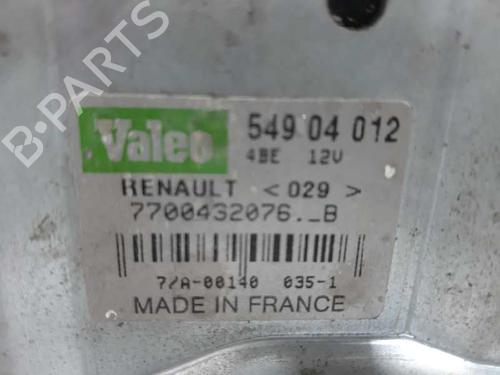 Valeo 549 04 012
4BE 12V
RENAULT <029>
7700432076._B
7/A-00140 035-1
MADE IN FRANCE
B-PARTS